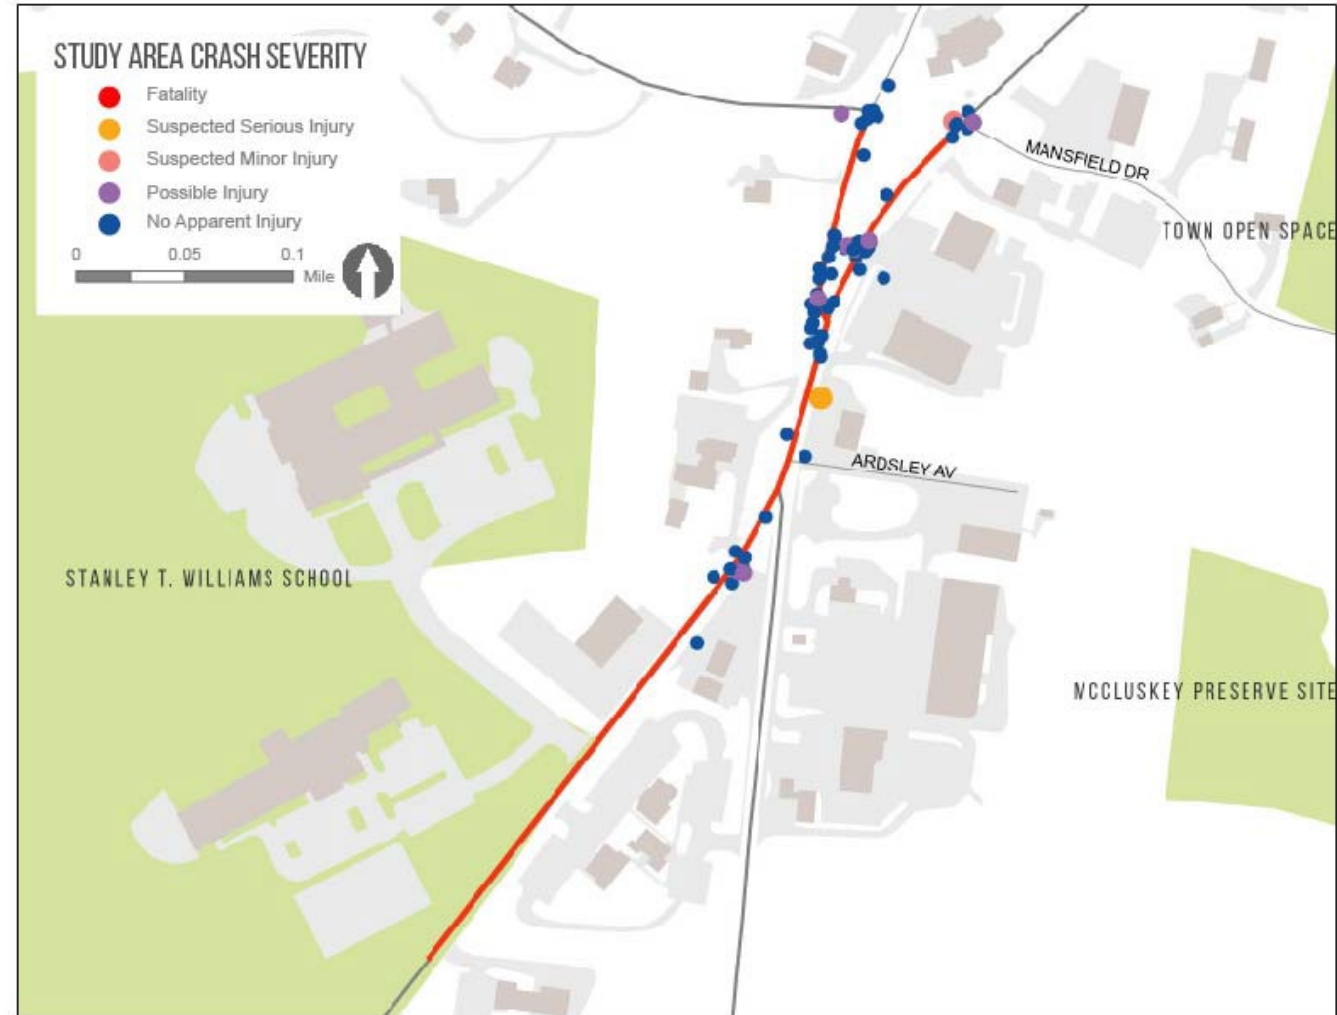 STUDY AREA CRASH SEVERITY
Fatality
Suspected Serious Injury
Suspected Minor Injury
Possible Injury
No Apparent Injury
0 0.05 0.1
Mile
MANSFIELD DR
TOWN OPEN SPACE
ARDSLEY AV
STANLEY T. WILLIAMS SCHOOL
MCCLUSKEY PRESERVE SITE